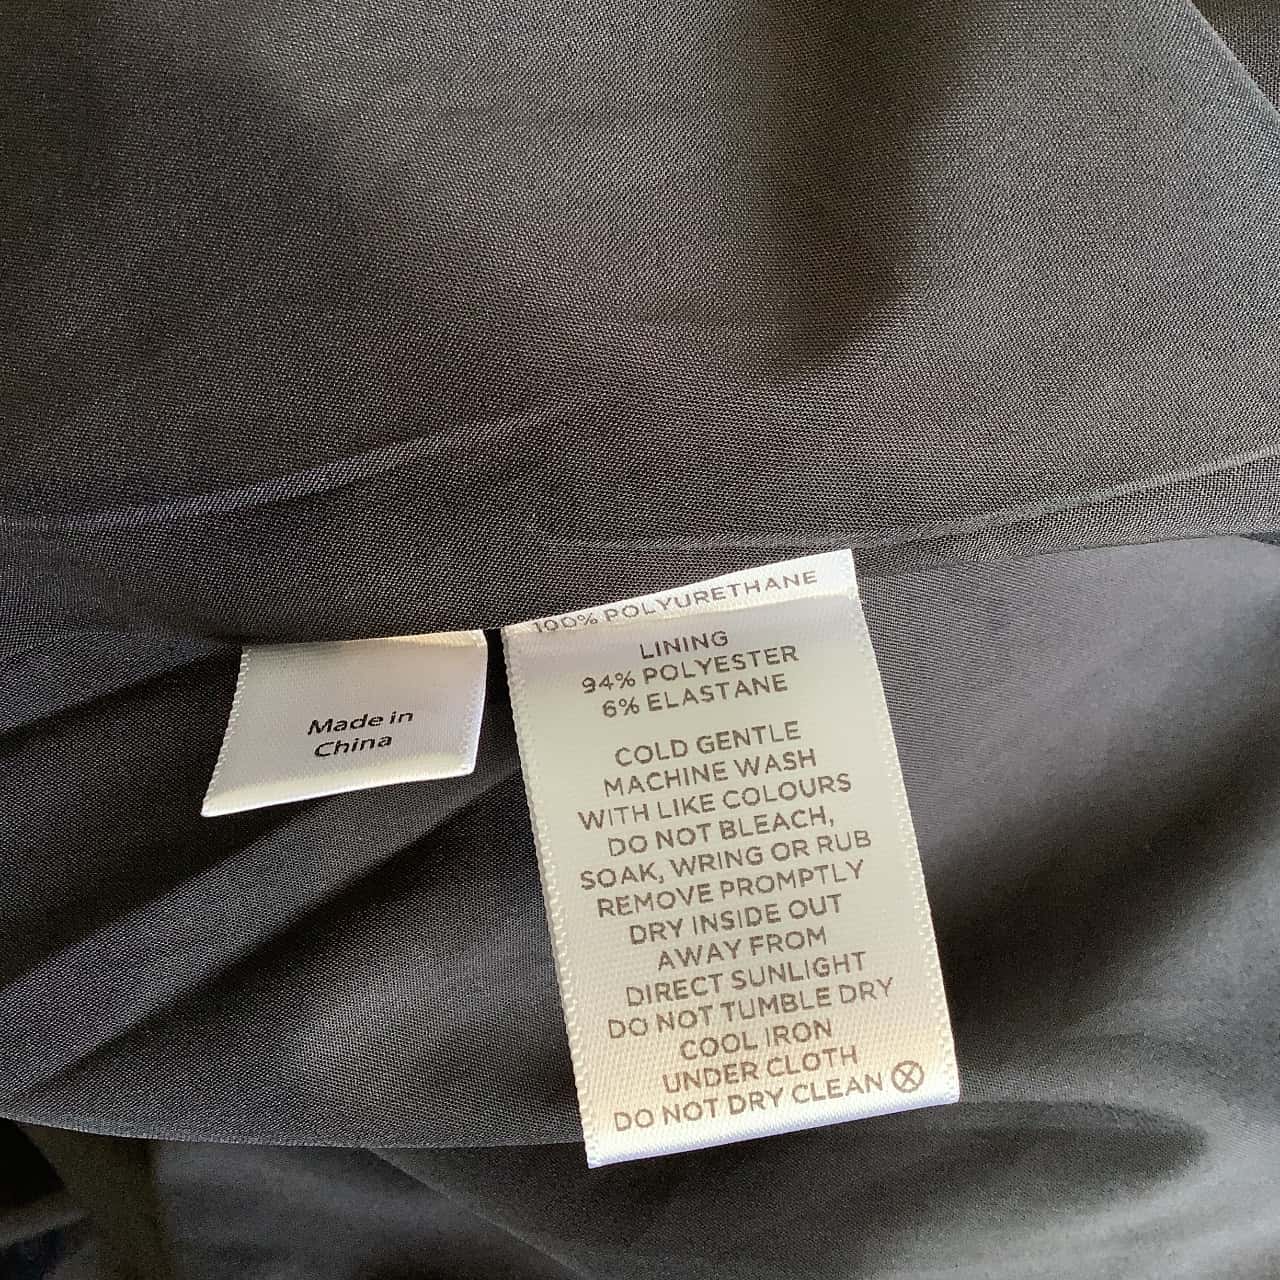 Made in
China
100% POLYURETHANE
LINING
94% POLYESTER
6% ELASTANE
COLD GENTLE
MACHINE WASH
WITH LIKE COLOURS
DO NOT BLEACH,
SOAK, WRING OR RUB
REMOVE PROMPTLY
DRY INSIDE OUT
AWAY FROM
DIRECT SUNLIGHT
DO NOT TUMBLE DRY
COOL IRON
UNDER CLOTH
DO NOT DRY CLEAN